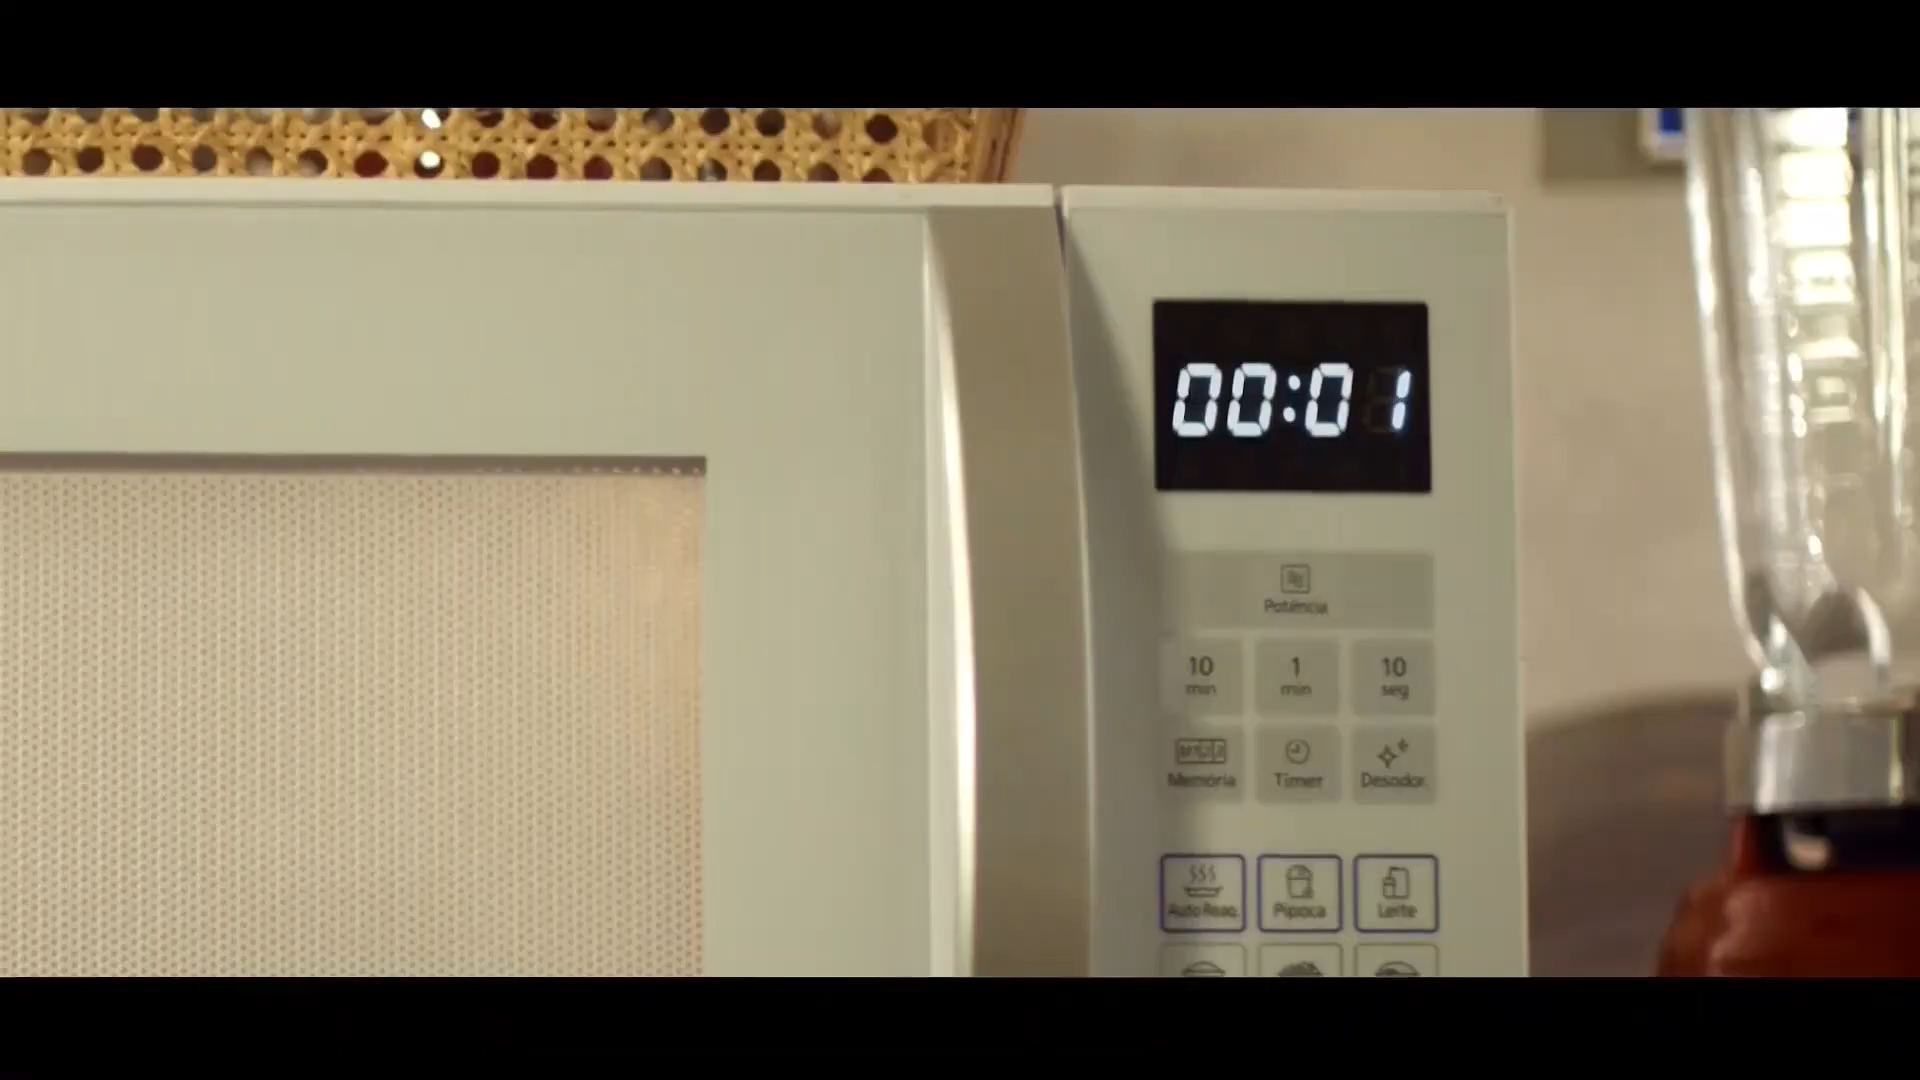 00:01
Potência
10 min
1 min
10 seg
Memória
Timer
Desodor.
Auto Reaq.
Pipoca
Leite